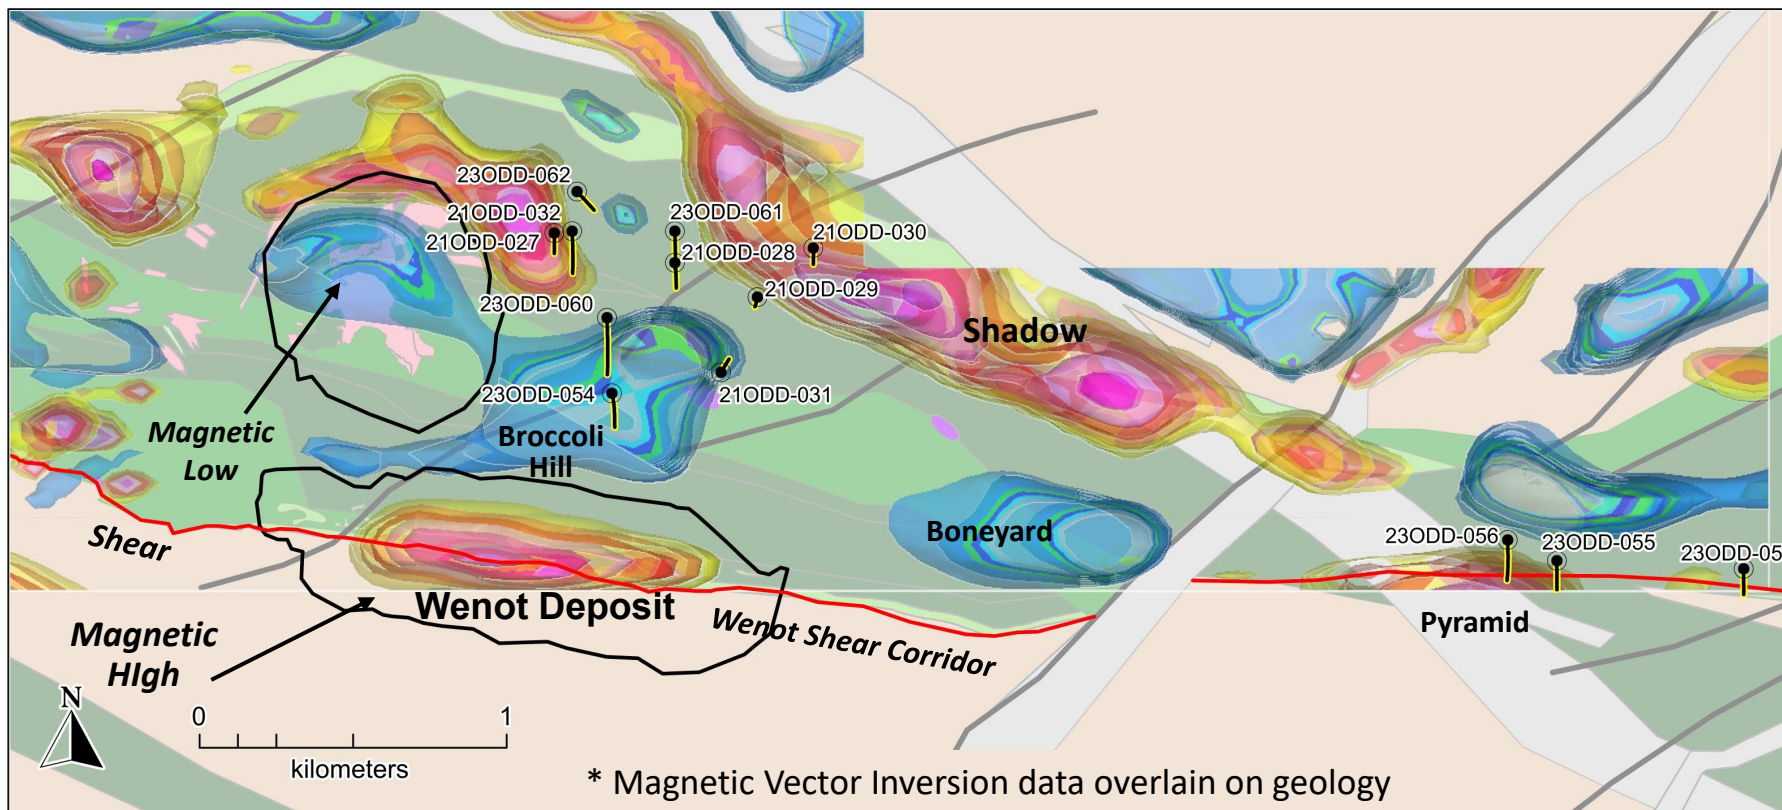 23ODD-062
21ODD-032
23ODD-061
21ODD-030
21ODD-027
21ODD-028
21ODD-029
23ODD-060
Shadow
23ODD-054
21ODD-031
Magnetic
Low
Broccoli
Hill
Boneyard
Shear
23ODD-056
23ODD-055
23ODD-05
Wenot Deposit
Wenot Shear Corridor
Pyramid
Magnetic
HIgh
N
0 1
kilometers
* Magnetic Vector Inversion data overlain on geology